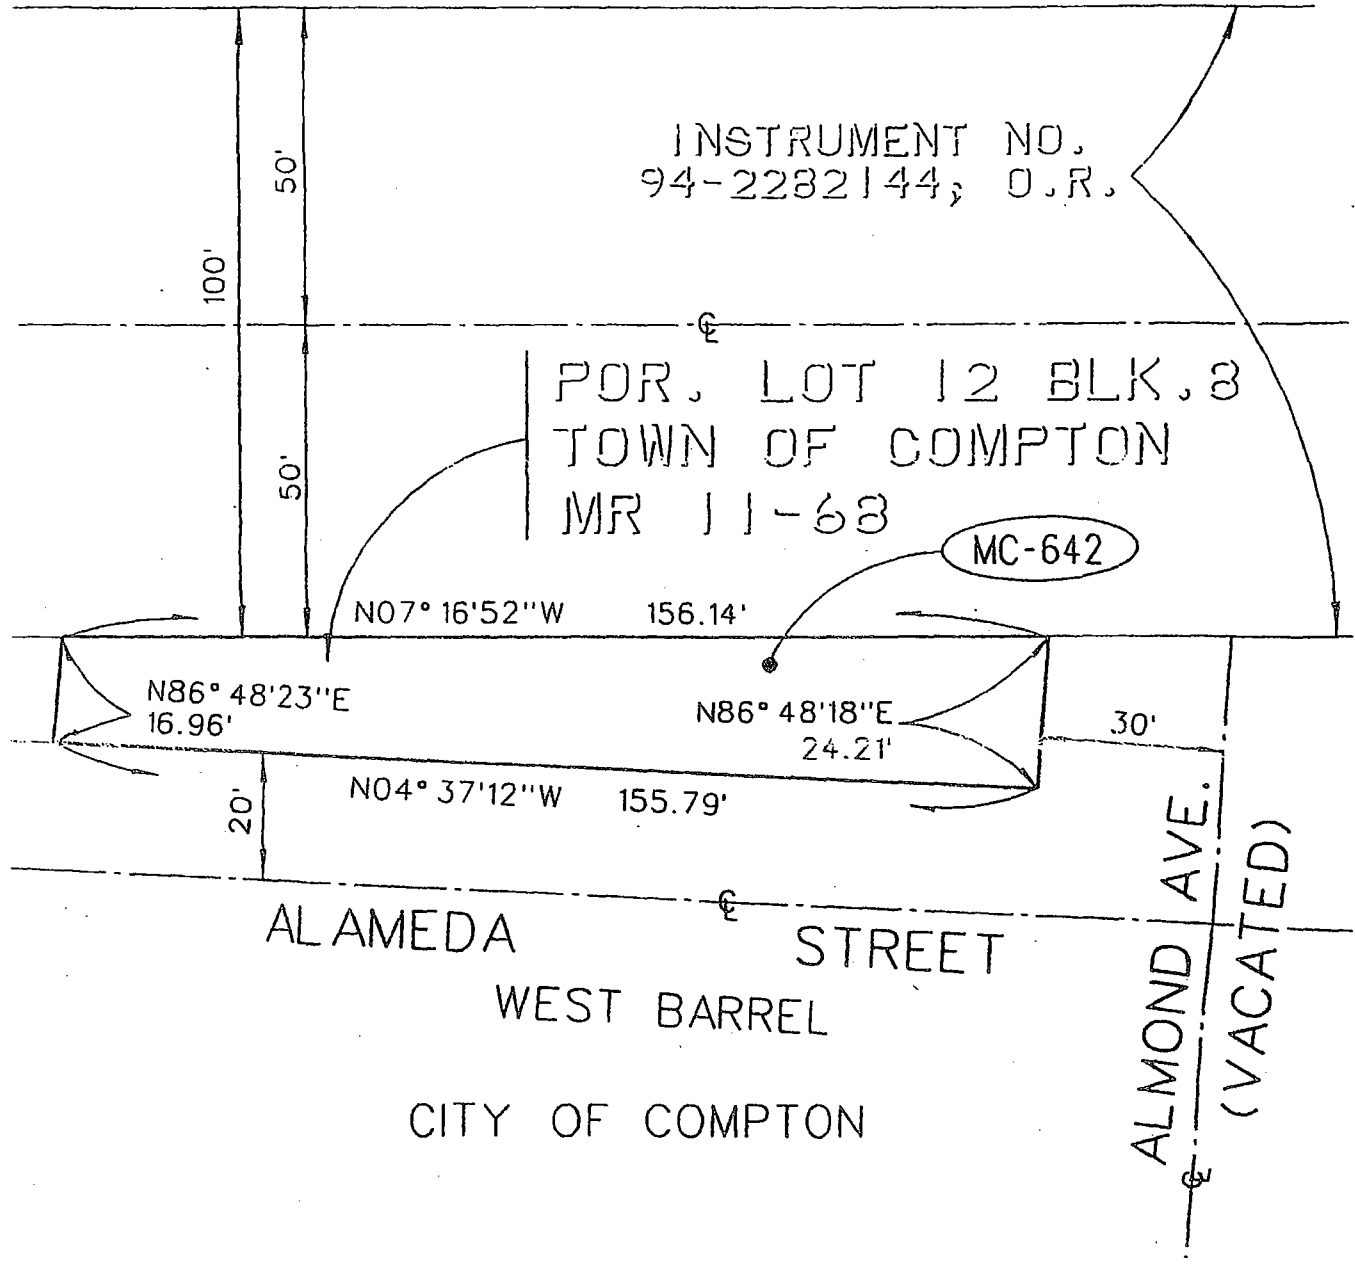 INSTRUMENT NO.
94-2282144, O.R.
50'
100'
℄
POR. LOT 12 BLK. 8
TOWN OF COMPTON
MR 11-68
50'
MC-642
N07°16'52"W 156.14'
N86°48'23"E
16.96'
N86°48'18"E
24.21'
30'
N04°37'12"W 155.79'
20'
℄
ALAMEDA STREET
WEST BARREL
CITY OF COMPTON
ALMOND AVE.
(VACATED)
℄